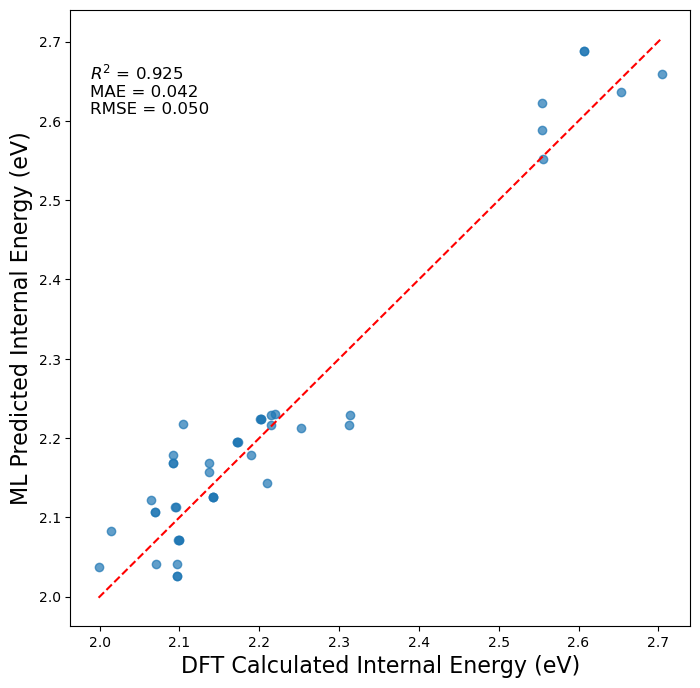 R² = 0.925
MAE = 0.042
RMSE = 0.050
ML Predicted Internal Energy (eV)
2.7
2.6
2.5
2.4
2.3
2.2
2.1
2.0
2.0 2.1 2.2 2.3 2.4 2.5 2.6 2.7
DFT Calculated Internal Energy (eV)